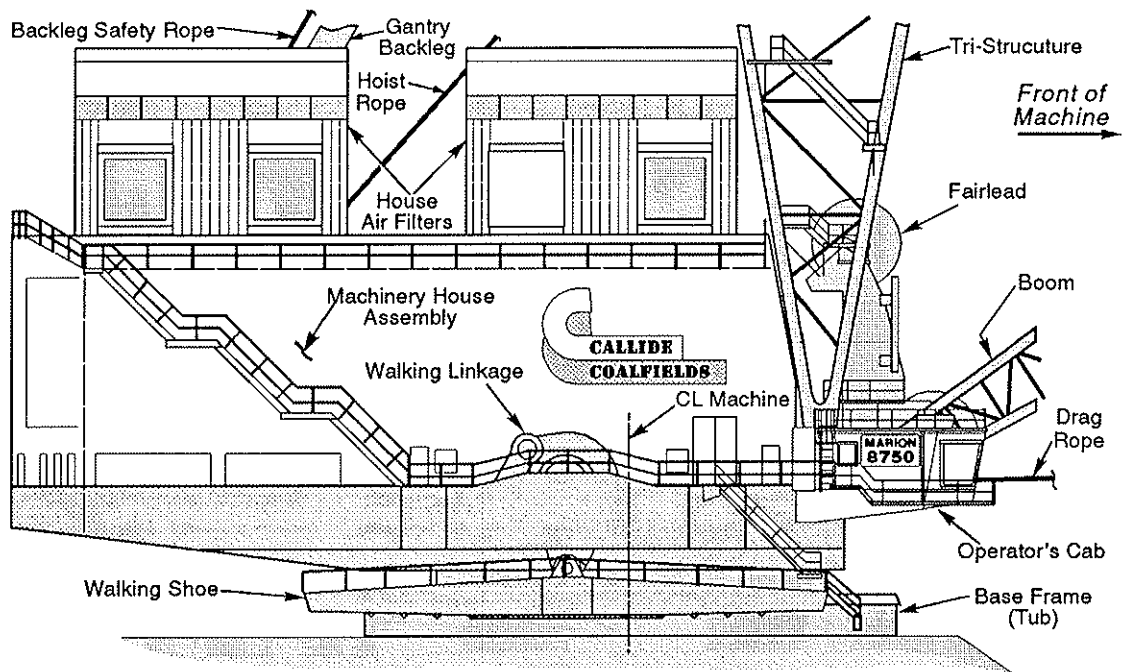 Backleg Safety Rope
Gantry
Backleg
Tri-Strucuture
Hoist
Rope
Front of
Machine
House
Air Filters
Fairlead
Machinery House
Assembly
Boom
CALLIDE
COALFIELDS
Walking Linkage
CL Machine
Drag
Rope
MARION
8750
Operator's Cab
Walking Shoe
Base Frame
(Tub)